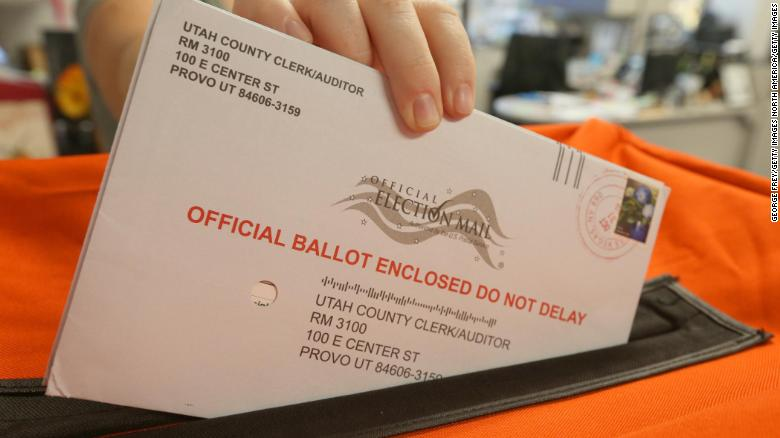 UTAH COUNTY CLERK/AUDITOR
RM 3100
100 E CENTER ST
PROVO UT 84606-3159
OFFICIAL
ELECTION MAIL
OFFICIAL BALLOT ENCLOSED DO NOT DELAY
UTAH COUNTY CLERK/AUDITOR
RM 3100
100 E CENTER ST
PROVO UT 84606-3159
GEORGE FREY/GETTY IMAGES NORTH AMERICA/GETTY IMAGES